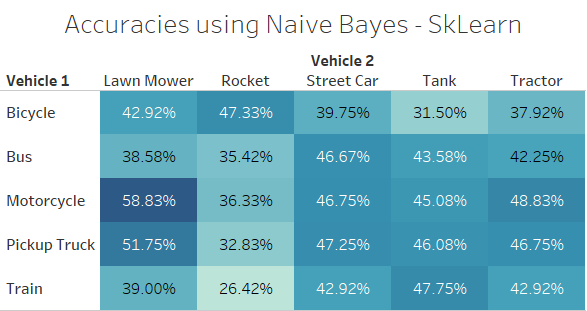 Accuracies using Naive Bayes - SkLearn
Vehicle 2
Vehicle 1 Lawn Mower Rocket Street Car Tank Tractor
Bicycle 42.92% 47.33% 39.75% 31.50% 37.92%
Bus 38.58% 35.42% 46.67% 43.58% 42.25%
Motorcycle 58.83% 36.33% 46.75% 45.08% 48.83%
Pickup Truck 51.75% 32.83% 47.25% 46.08% 46.75%
Train 39.00% 26.42% 42.92% 47.75% 42.92%